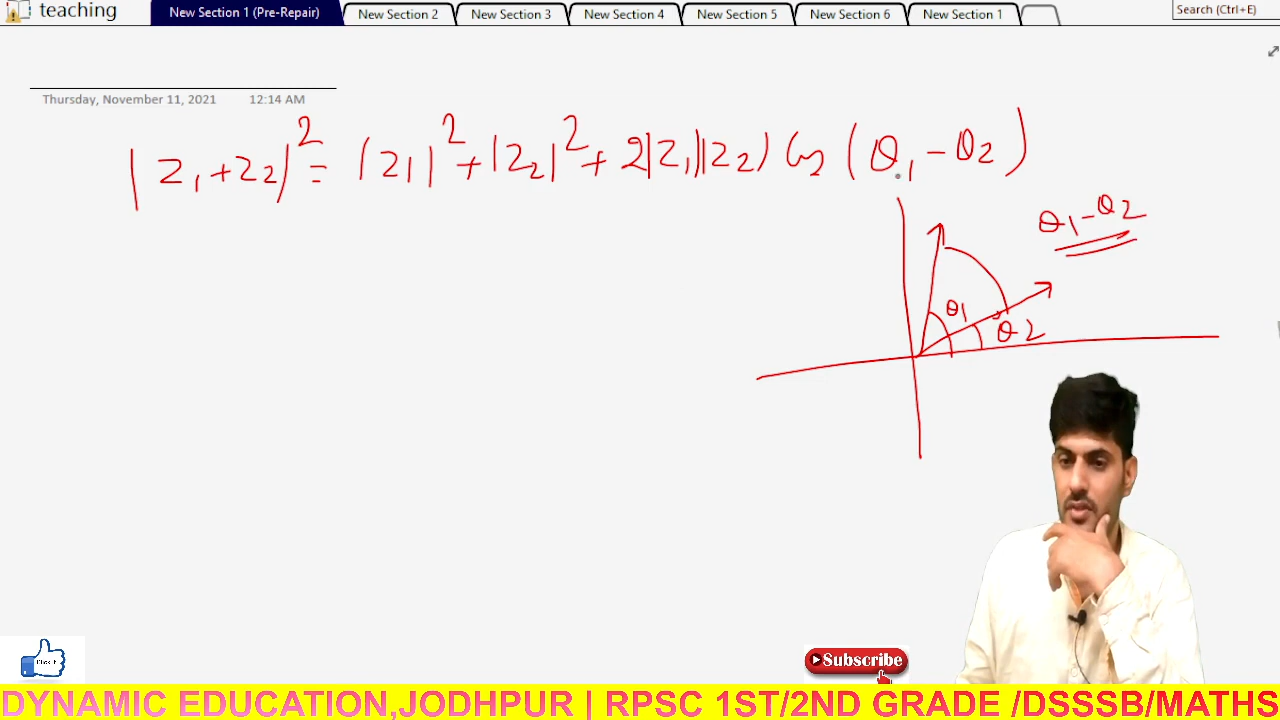 teaching
New Section 1 (Pre-Repair) New Section 2 New Section 3 New Section 4 New Section 5 New Section 6 New Section 1
Search (Ctrl+E)
Thursday, November 11, 2021 12:14 AM
|z₁+z₂|² = |z₁|²+|z₂|²+2|z₁||z₂| Cos (θ₁-θ₂)
θ₁-θ₂
θ1
θ2
Click it
Subscribe
DYNAMIC EDUCATION,JODHPUR | RPSC 1ST/2ND GRADE /DSSSB/MATHS